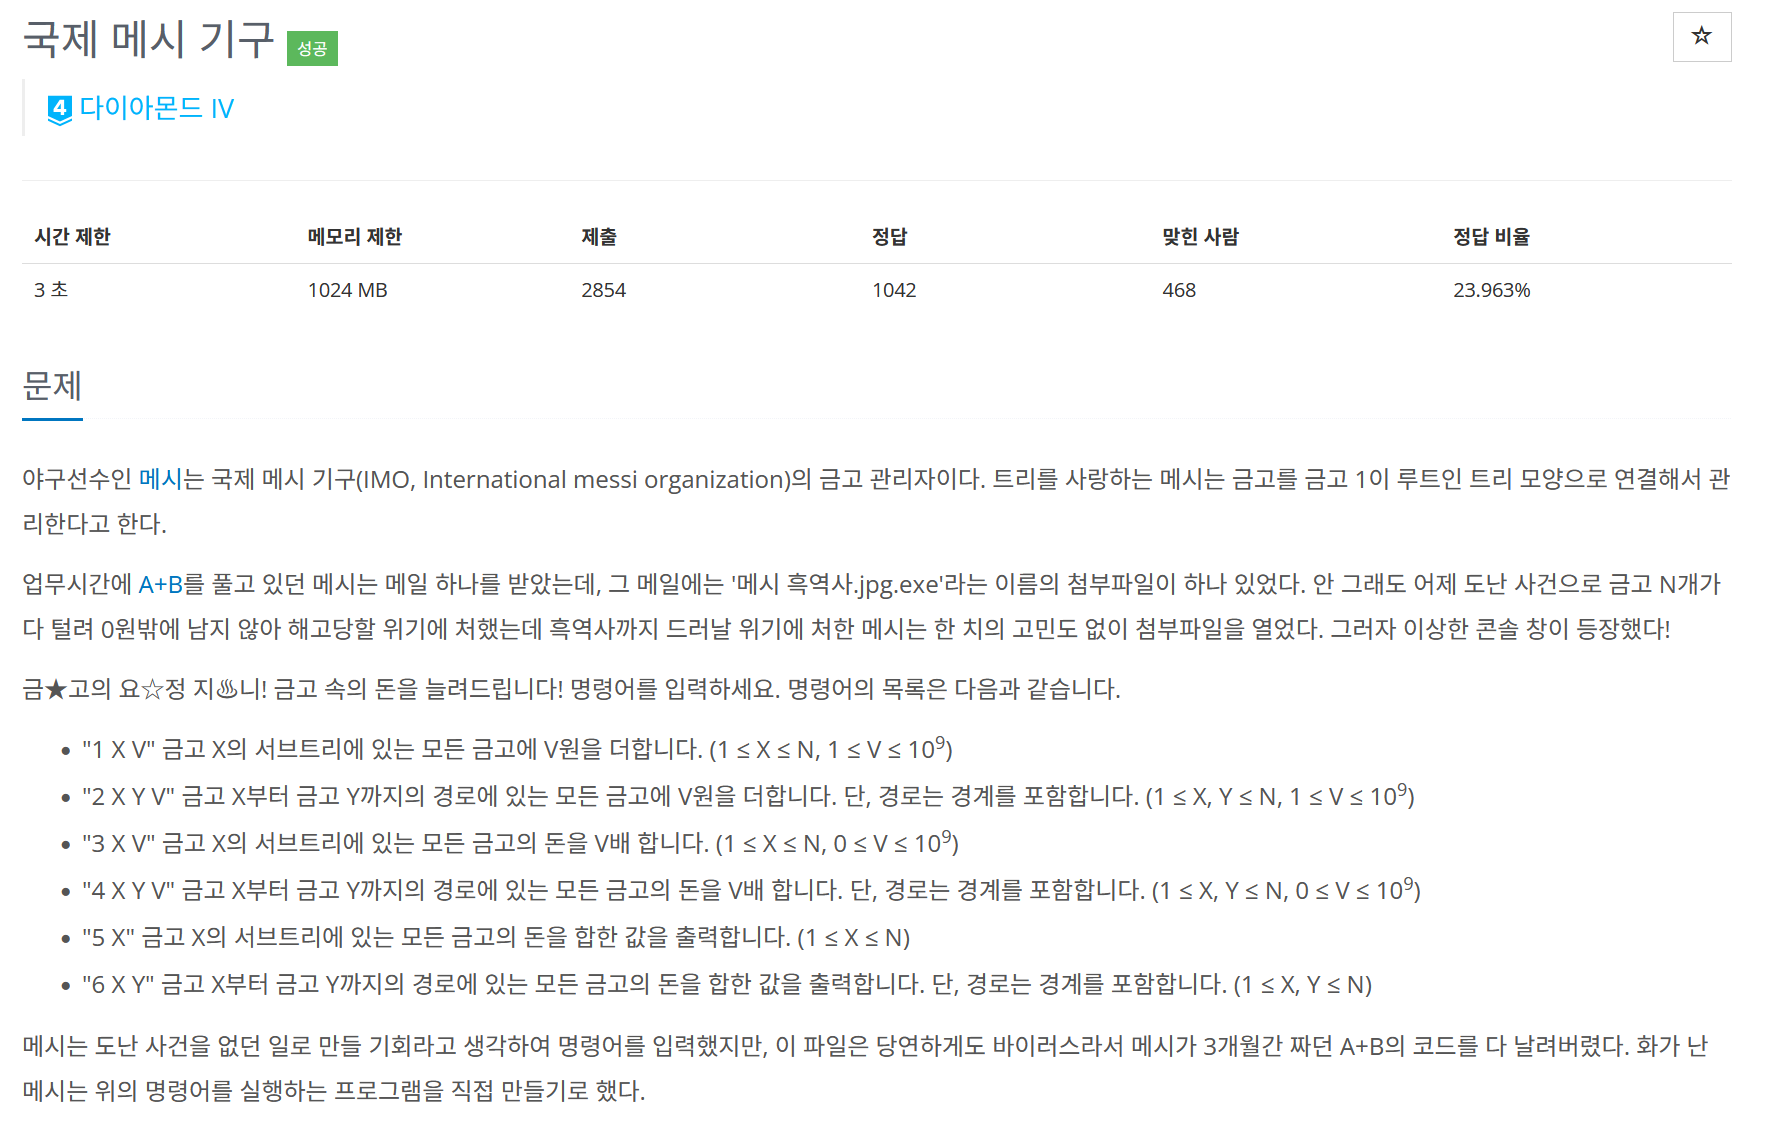 국제 메시 기구 성공
4 다이아몬드 IV
시간 제한 메모리 제한 제출 정답 맞힌 사람 정답 비율
3 초 1024 MB 2854 1042 468 23.963%
문제
야구선수인 메시는 국제 메시 기구(IMO, International messi organization)의 금고 관리자이다. 트리를 사랑하는 메시는 금고를 금고 1이 루트인 트리 모양으로 연결해서 관
리한다고 한다.
업무시간에 A+B를 풀고 있던 메시는 메일 하나를 받았는데, 그 메일에는 '메시 흑역사.jpg.exe'라는 이름의 첨부파일이 하나 있었다. 안 그래도 어제 도난 사건으로 금고 N개가
다 털려 0원밖에 남지 않아 해고당할 위기에 처했는데 흑역사까지 드러날 위기에 처한 메시는 한 치의 고민도 없이 첨부파일을 열었다. 그러자 이상한 콘솔 창이 등장했다!
금★고의 요☆정 지♨니! 금고 속의 돈을 늘려드립니다! 명령어를 입력하세요. 명령어의 목록은 다음과 같습니다.
• "1 X V" 금고 X의 서브트리에 있는 모든 금고에 V원을 더합니다. (1 ≤ X ≤ N, 1 ≤ V ≤ 10⁹)
• "2 X Y V" 금고 X부터 금고 Y까지의 경로에 있는 모든 금고에 V원을 더합니다. 단, 경로는 경계를 포함합니다. (1 ≤ X, Y ≤ N, 1 ≤ V ≤ 10⁹)
• "3 X V" 금고 X의 서브트리에 있는 모든 금고의 돈을 V배 합니다. (1 ≤ X ≤ N, 0 ≤ V ≤ 10⁹)
• "4 X Y V" 금고 X부터 금고 Y까지의 경로에 있는 모든 금고의 돈을 V배 합니다. 단, 경로는 경계를 포함합니다. (1 ≤ X, Y ≤ N, 0 ≤ V ≤ 10⁹)
• "5 X" 금고 X의 서브트리에 있는 모든 금고의 돈을 합한 값을 출력합니다. (1 ≤ X ≤ N)
• "6 X Y" 금고 X부터 금고 Y까지의 경로에 있는 모든 금고의 돈을 합한 값을 출력합니다. 단, 경로는 경계를 포함합니다. (1 ≤ X, Y ≤ N)
메시는 도난 사건을 없던 일로 만들 기회라고 생각하여 명령어를 입력했지만, 이 파일은 당연하게도 바이러스라서 메시가 3개월간 짜던 A+B의 코드를 다 날려버렸다. 화가 난
메시는 위의 명령어를 실행하는 프로그램을 직접 만들기로 했다.